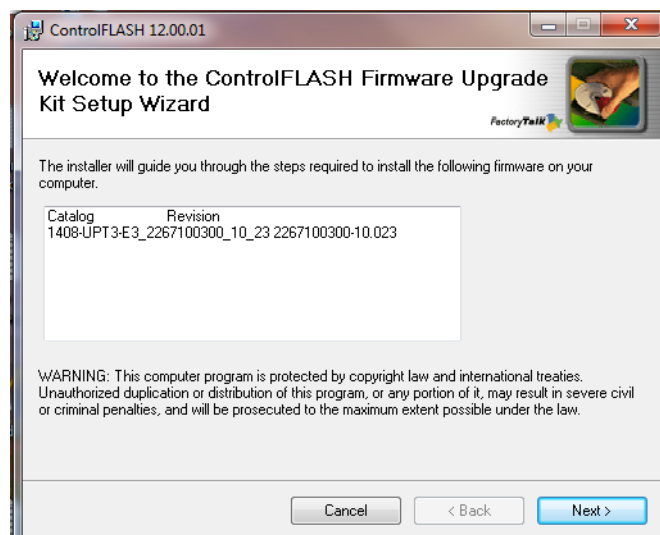 ControlFLASH 12.00.01
Welcome to the ControlFLASH Firmware Upgrade
Kit Setup Wizard
FactoryTalk
The installer will guide you through the steps required to install the following firmware on your
computer.
Catalog Revision
1408-UPT3-E3_2267100300_10_23 2267100300-10.023
WARNING: This computer program is protected by copyright law and international treaties.
Unauthorized duplication or distribution of this program, or any portion of it, may result in severe civil
or criminal penalties, and will be prosecuted to the maximum extent possible under the law.
Cancel < Back Next >